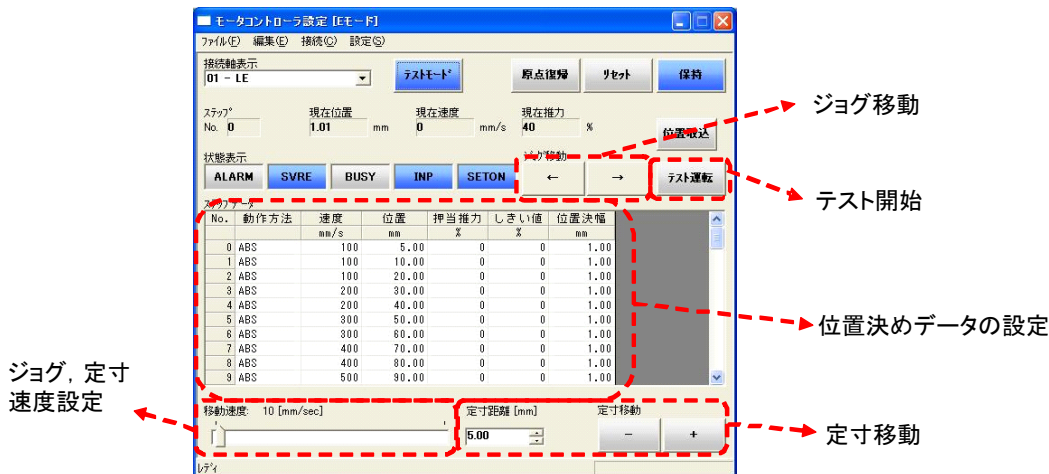 モータコントローラ設定 [Eモード]
ファイル(F) 編集(E) 接続(C) 設定(S)
接続軸表示
01 - LE
テストモード
原点復帰
リセット
保持
ステップ 現在位置 現在速度 現在推力
No. 0 1.01 mm 0 mm/s 40 %
位置取込
状態表示
ジョグ移動
ALARM SVRE BUSY INP SETON ← → テスト運転
ステップデータ
No. 動作方法 速度 位置 押当推力 しきい値 位置決幅
mm/s mm % % mm
0 ABS 100 5.00 0 0 1.00
1 ABS 100 10.00 0 0 1.00
2 ABS 100 20.00 0 0 1.00
3 ABS 200 30.00 0 0 1.00
4 ABS 200 40.00 0 0 1.00
5 ABS 300 50.00 0 0 1.00
6 ABS 300 60.00 0 0 1.00
7 ABS 400 70.00 0 0 1.00
8 ABS 400 80.00 0 0 1.00
9 ABS 500 90.00 0 0 1.00
移動速度: 10 [mm/sec]
定寸距離 [mm]
5.00
定寸移動
- +
レディ
ジョグ移動
テスト開始
位置決めデータの設定
定寸移動
ジョグ, 定寸
速度設定